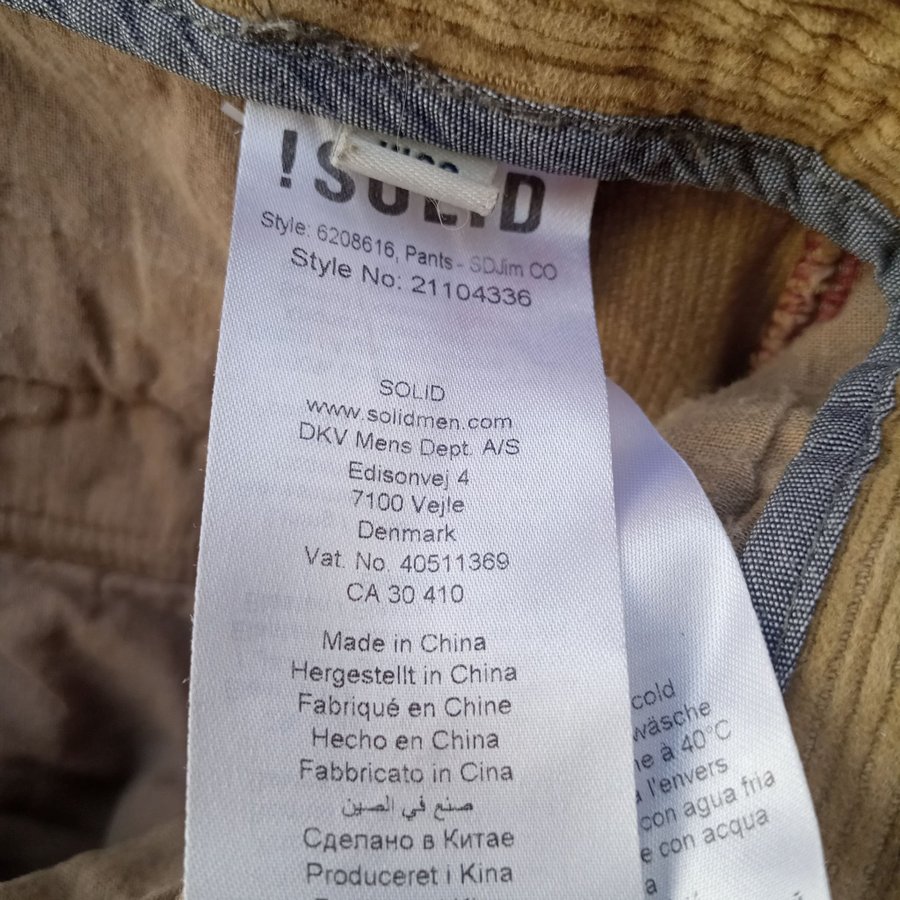 !SOLID
Style: 6208616, Pants - SDJim CO
Style No: 21104336
SOLID
www.solidmen.com
DKV Mens Dept. A/S
Edisonvej 4
7100 Vejle
Denmark
Vat. No. 40511369
CA 30 410
Made in China
Hergestellt in China
Fabriqué en Chine
Hecho en China
Fabbricato in Cina
صنع في الصين
Сделано в Китае
Produceret i Kina
cold
wäsche
à 40°C
l'envers
con agua fria
con acqua
a